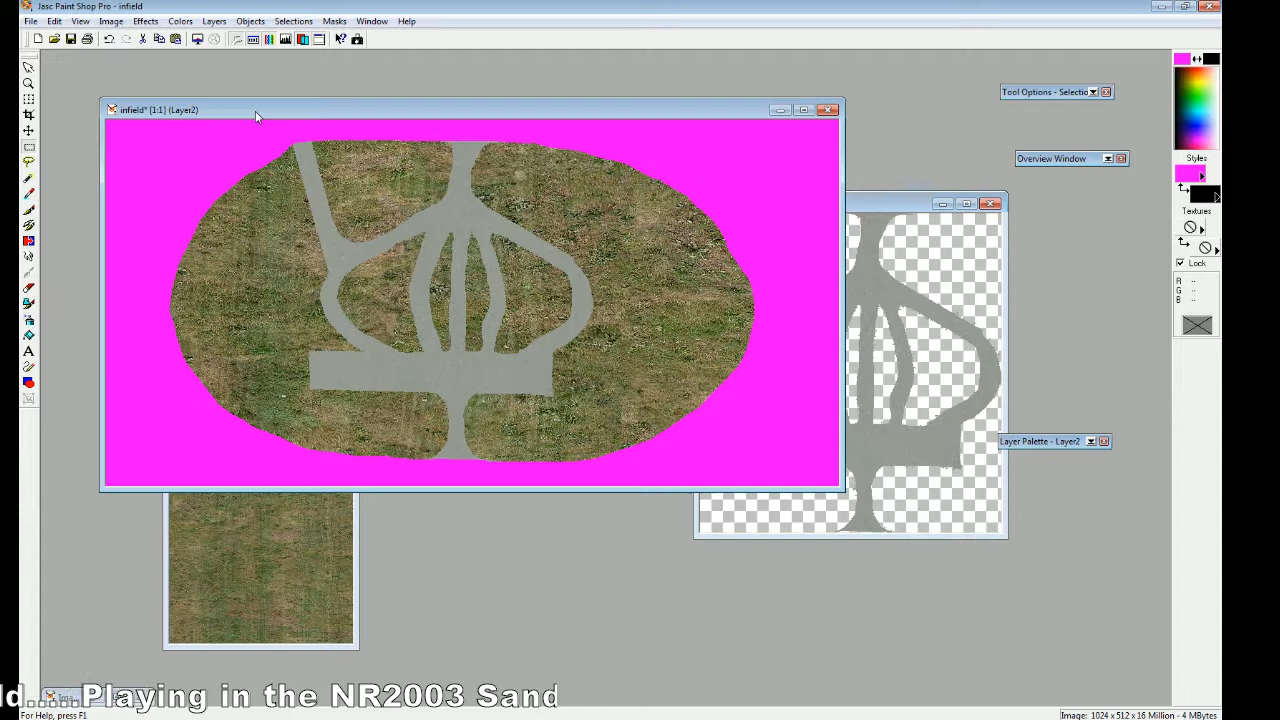 Jasc Paint Shop Pro - infield
File Edit View Image Effects Colors Layers Objects Selections Masks Window Help
infield* [1:1] (Layer2)
Tool Options - Selectio
Overview Window
Styles
Textures
Lock
R --
G --
B --
Layer Palette - Layer2
A
ld.....Playing in the NR2003 Sand
For Help, press F1
Image: 1024 x 512 x 16 Million - 4 MBytes